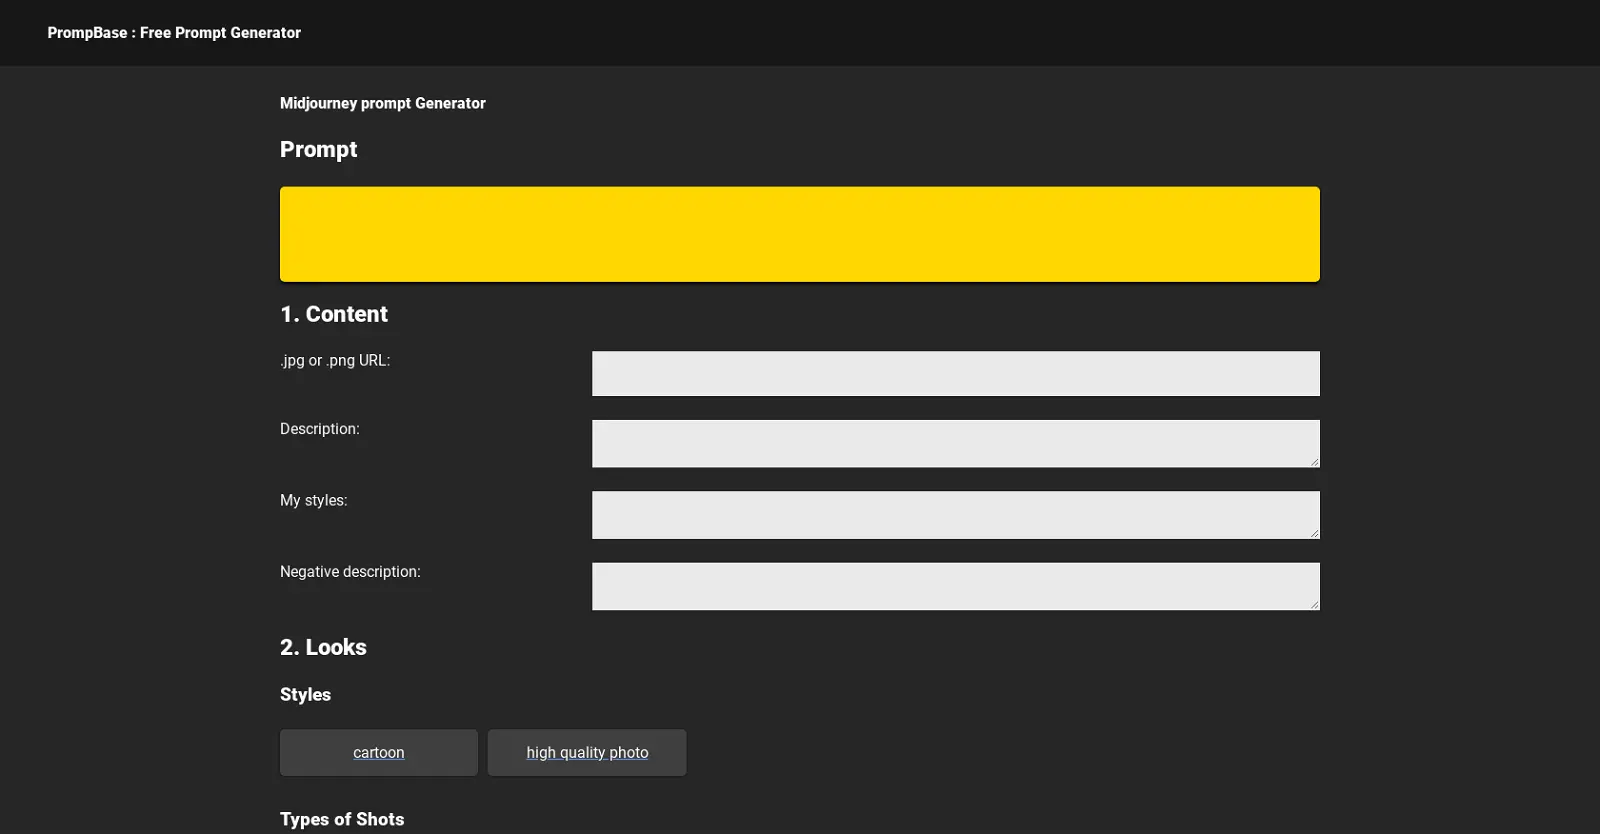 PrompBase : Free Prompt Generator
Midjourney prompt Generator
Prompt
1. Content
.jpg or .png URL:
Description:
My styles:
Negative description:
2. Looks
Styles
cartoon
high quality photo
Types of Shots